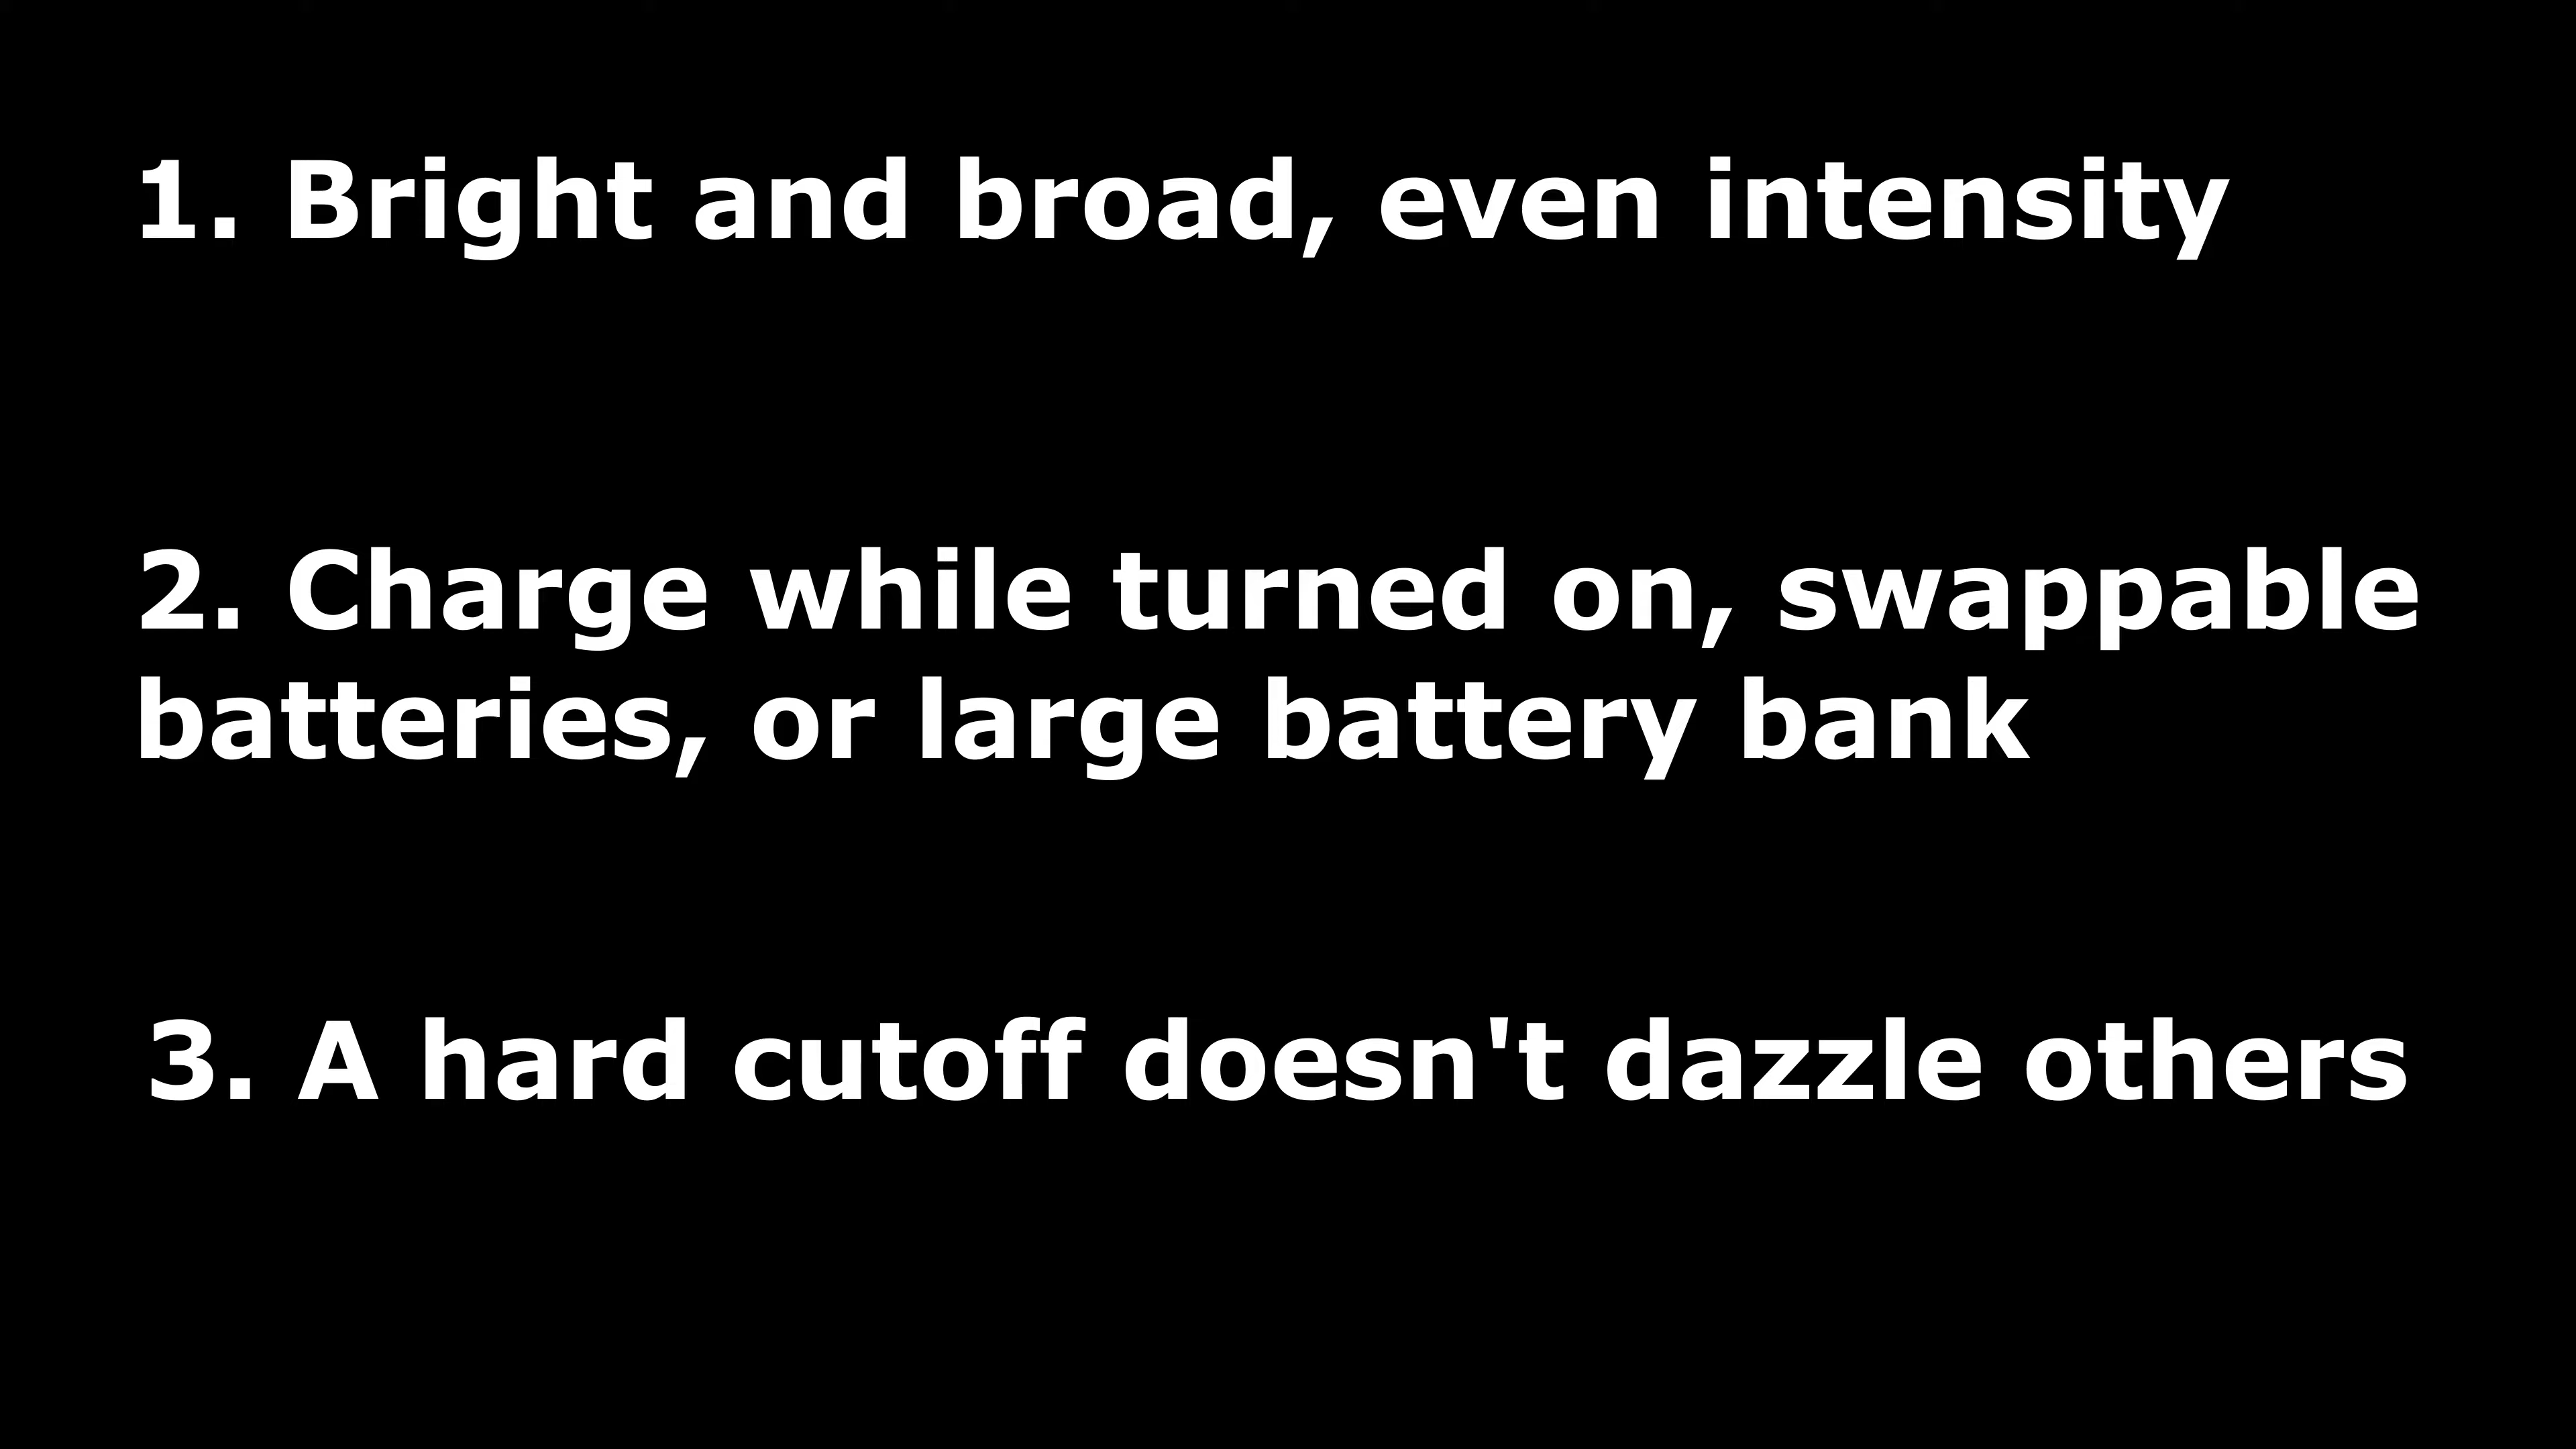 1. Bright and broad, even intensity
2. Charge while turned on, swappable
batteries, or large battery bank
3. A hard cutoff doesn't dazzle others